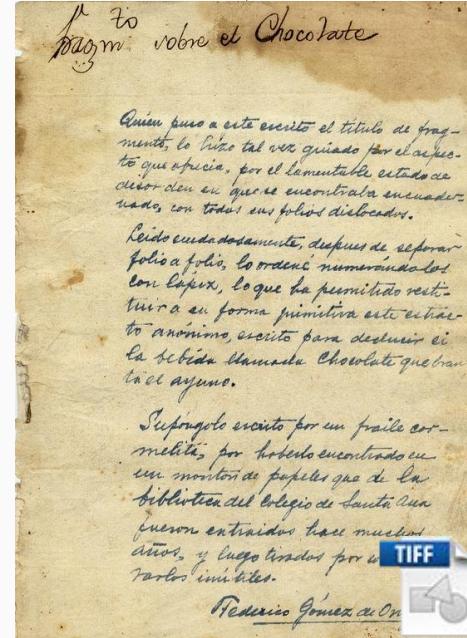 Fragm.to sobre el Chocolate
Quien puso a este escrito el título de frag-
mento, lo hizo tal vez guiado por el aspec-
to que ofrecía, por el lamentable estado de
desorden en que se encontraba encuader-
nado, con todos sus folios dislocados.
Leído cuidadosamente, despues de separar
folio a folio, lo ordené numerándolos
con lápiz, lo que ha permitido resti-
tuir a su forma primitiva este
anónimo, escrito para deducir si
la bebida llamada Chocolate quebran
ta el ayuno.
Supóngolo escrito por un fraile car-
melita, por haberlo encontrado en
un montón de papeles que de la
biblioteca del Colegio de Santa Ana
fueron extraidos hace muchos
años, y luego tirados por
rarlos inútiles.
Federico Gómez de
TIFF